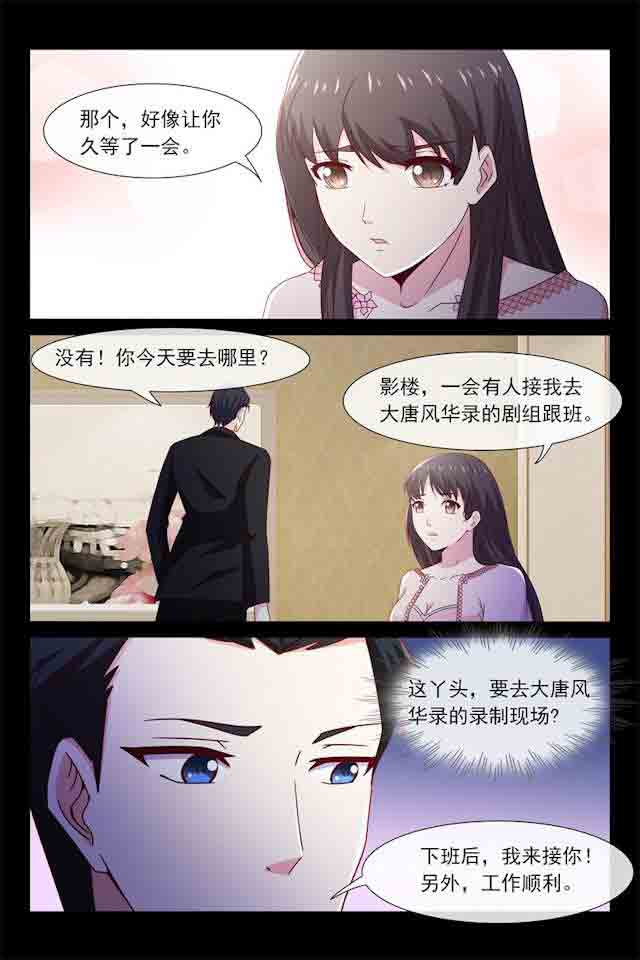 那个，好像让你
久等了一会。
没有！你今天要去哪里？
影楼，一会有人接我去
大唐风华录的剧组跟班。
这丫头，要去大唐风
华录的录制现场?
下班后，我来接你！
另外，工作顺利。